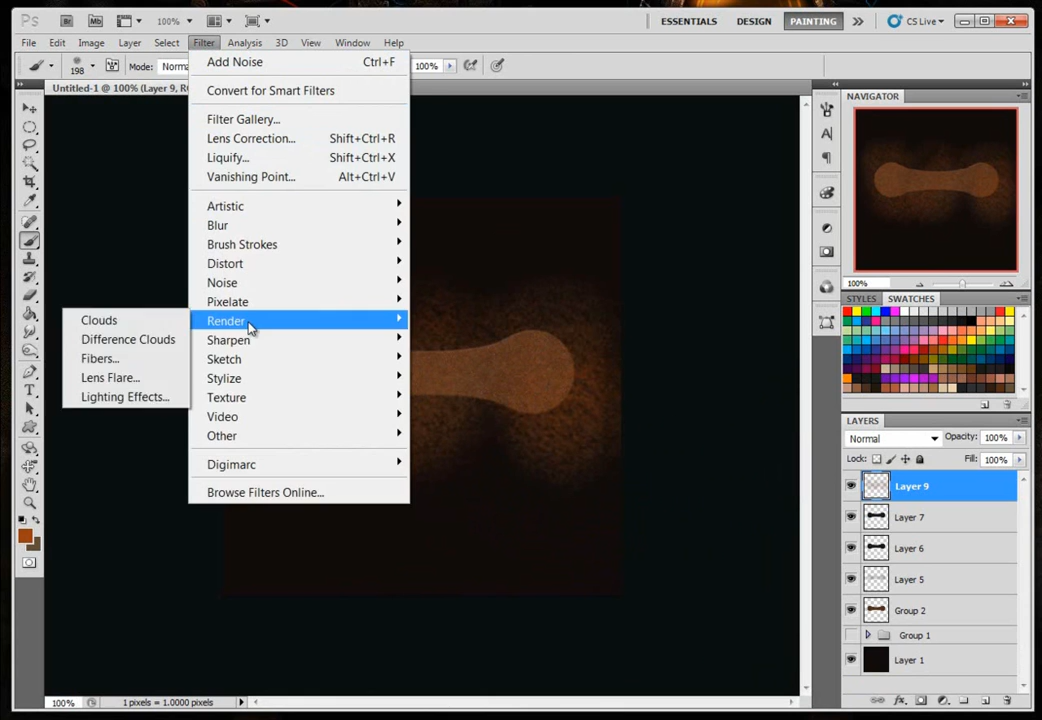 Ps Br Mb 100% ESSENTIALS DESIGN PAINTING CS Live
File Edit Image Layer Select Filter Analysis 3D View Window Help
198 Mode: 100%
Untitled-1 @ 100% (Layer 9, R
Add Noise Ctrl+F
Convert for Smart Filters
Filter Gallery...
Lens Correction... Shift+Ctrl+R
Liquify... Shift+Ctrl+X
Vanishing Point... Alt+Ctrl+V
Artistic
Blur
Brush Strokes
Distort
Noise
Pixelate
Render
Sharpen
Sketch
Stylize
Texture
Video
Other
Digimarc
Browse Filters Online...
Clouds
Difference Clouds
Fibers...
Lens Flare...
Lighting Effects...
NAVIGATOR
100%
STYLES SWATCHES
LAYERS
Normal Opacity: 100%
Lock: Fill: 100%
Layer 9
Layer 7
Layer 6
Layer 5
Group 2
Group 1
Layer 1
100% 1 pixels = 1.0000 pixels